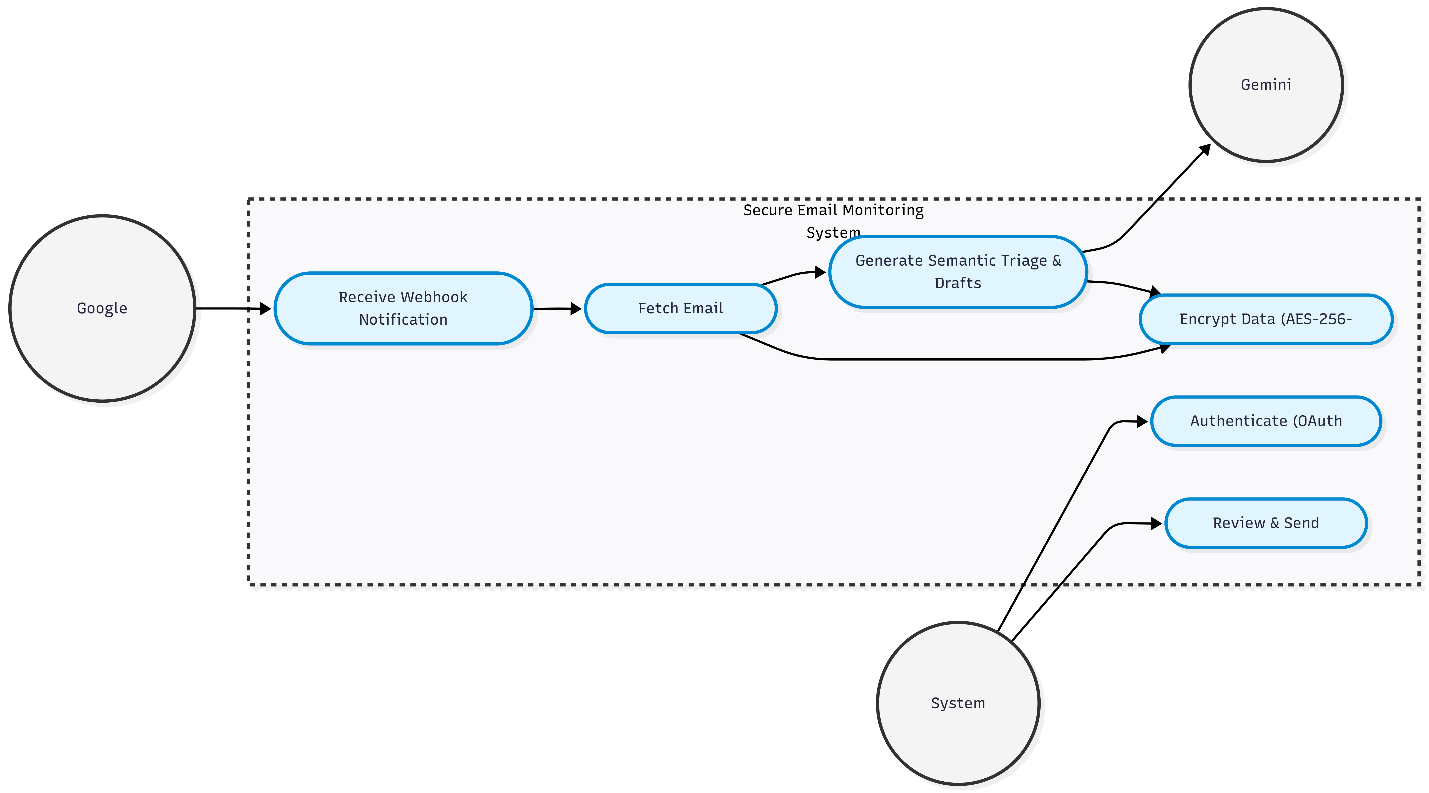 Gemini
Secure Email Monitoring
System
Generate Semantic Triage &
Drafts
Google
Receive Webhook
Notification
Fetch Email
Encrypt Data (AES-256-
Authenticate (OAuth
Review & Send
System